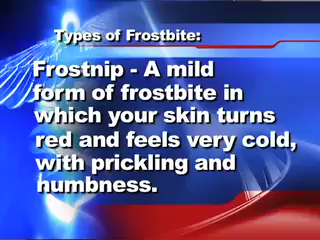 Types of Frostbite:
Frostnip - A mild
form of frostbite in
which your skin turns
red and feels very cold,
with prickling and
numbness.